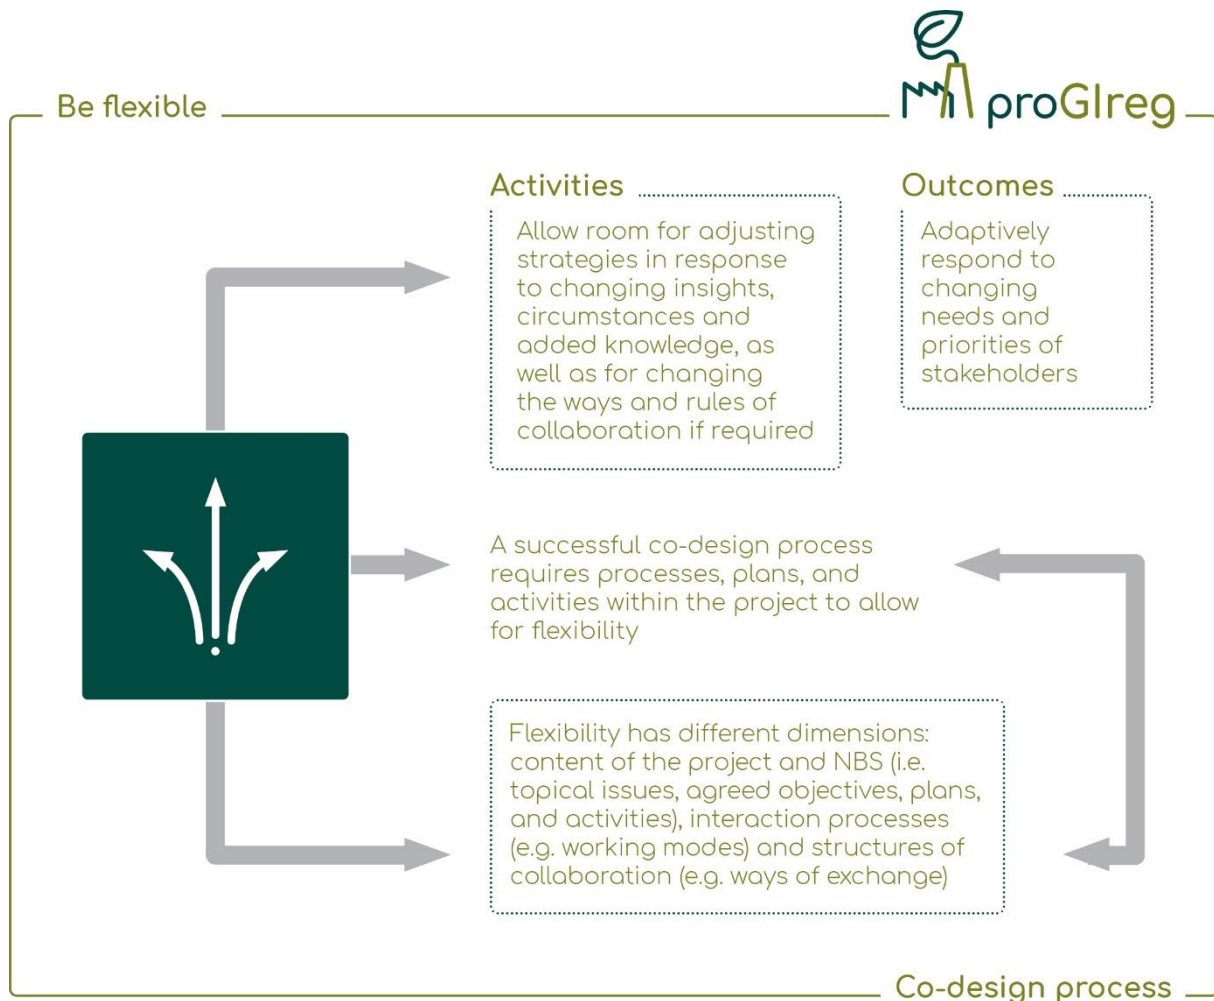 Be flexible
proGIreg
Activities
Allow room for adjusting
strategies in response
to changing insights,
circumstances and
added knowledge, as
well as for changing
the ways and rules of
collaboration if required
Outcomes
Adaptively
respond to
changing
needs and
priorities of
stakeholders
A successful co-design process
requires processes, plans, and
activities within the project to allow
for flexibility
Flexibility has different dimensions:
content of the project and NBS (i.e.
topical issues, agreed objectives, plans,
and activities), interaction processes
(e.g. working modes) and structures of
collaboration (e.g. ways of exchange)
Co-design process